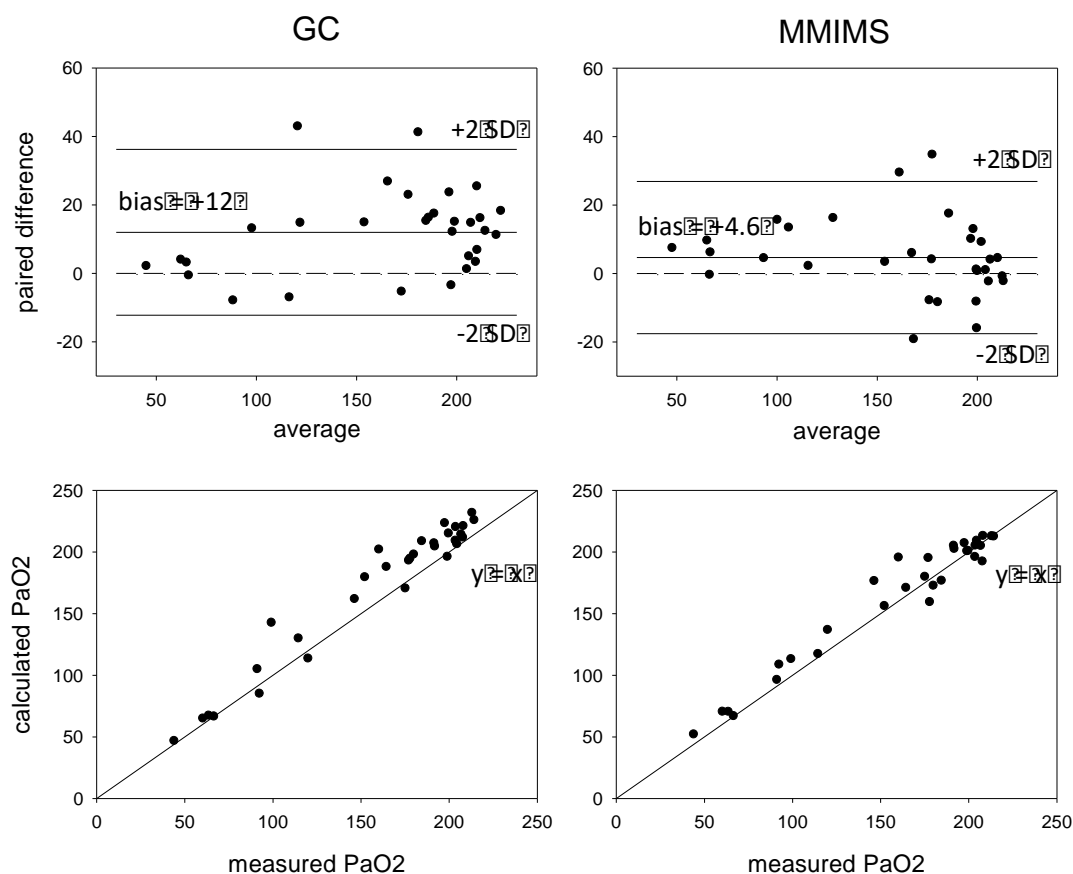 GC
MMIMS
60
40
20
0
-20
paired difference
+2 SD
bias = +12
-2 SD
50
100
150
200
average
60
40
20
0
-20
+2 SD
bias = +4.6
-2 SD
50
100
150
200
average
250
200
150
100
50
0
calculated PaO2
y = x
0
50
100
150
200
250
measured PaO2
250
200
150
100
50
0
y = x
0
50
100
150
200
250
measured PaO2